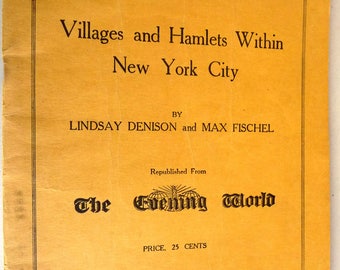 Villages and Hamlets Within
New York City
BY
LINDSAY DENISON and MAX FISCHEL
Republished From
The Evening World
PRICE, 25 CENTS